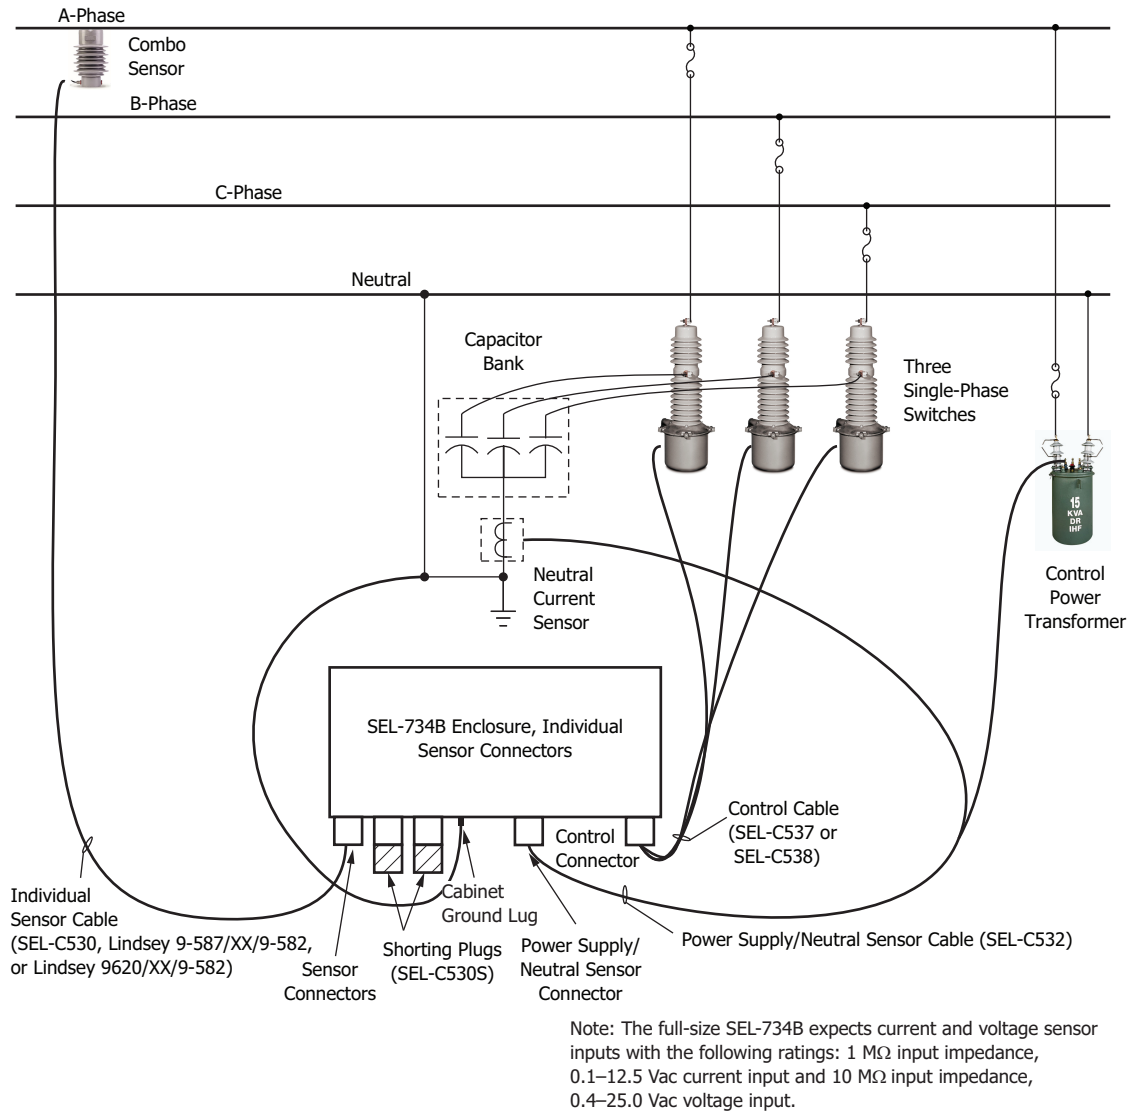 A-Phase
Combo
Sensor
B-Phase
C-Phase
Neutral
Capacitor
Bank
Three
Single-Phase
Switches
15
KVA
DR
IHF
Neutral
Current
Sensor
Control
Power
Transformer
SEL-734B Enclosure, Individual
Sensor Connectors
Control
Connector
Control Cable
(SEL-C537 or
SEL-C538)
Individual
Sensor Cable
(SEL-C530, Lindsey 9-587/XX/9-582,
or Lindsey 9620/XX/9-582)
Sensor
Connectors
Shorting Plugs
(SEL-C530S)
Cabinet
Ground Lug
Power Supply/
Neutral Sensor
Connector
Power Supply/Neutral Sensor Cable (SEL-C532)
Note: The full-size SEL-734B expects current and voltage sensor
inputs with the following ratings: 1 MΩ input impedance,
0.1–12.5 Vac current input and 10 MΩ input impedance,
0.4–25.0 Vac voltage input.